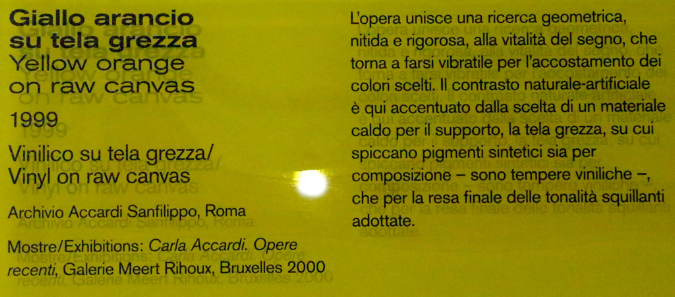 Giallo arancio
su tela grezza
Yellow orange
on raw canvas
1999
Vinilico su tela grezza/
Vinyl on raw canvas
Archivio Accardi Sanfilippo, Roma
Mostre/Exhibitions: Carla Accardi. Opere
recenti, Galerie Meert Rihoux, Bruxelles 2000
L'opera unisce una ricerca geometrica,
nitida e rigorosa, alla vitalità del segno, che
torna a farsi vibratile per l'accostamento dei
colori scelti. Il contrasto naturale-artificiale
è qui accentuato dalla scelta di un materiale
caldo per il supporto, la tela grezza, su cui
spiccano pigmenti sintetici sia per
composizione – sono tempere viniliche –,
che per la resa finale delle tonalità squillanti
adottate.